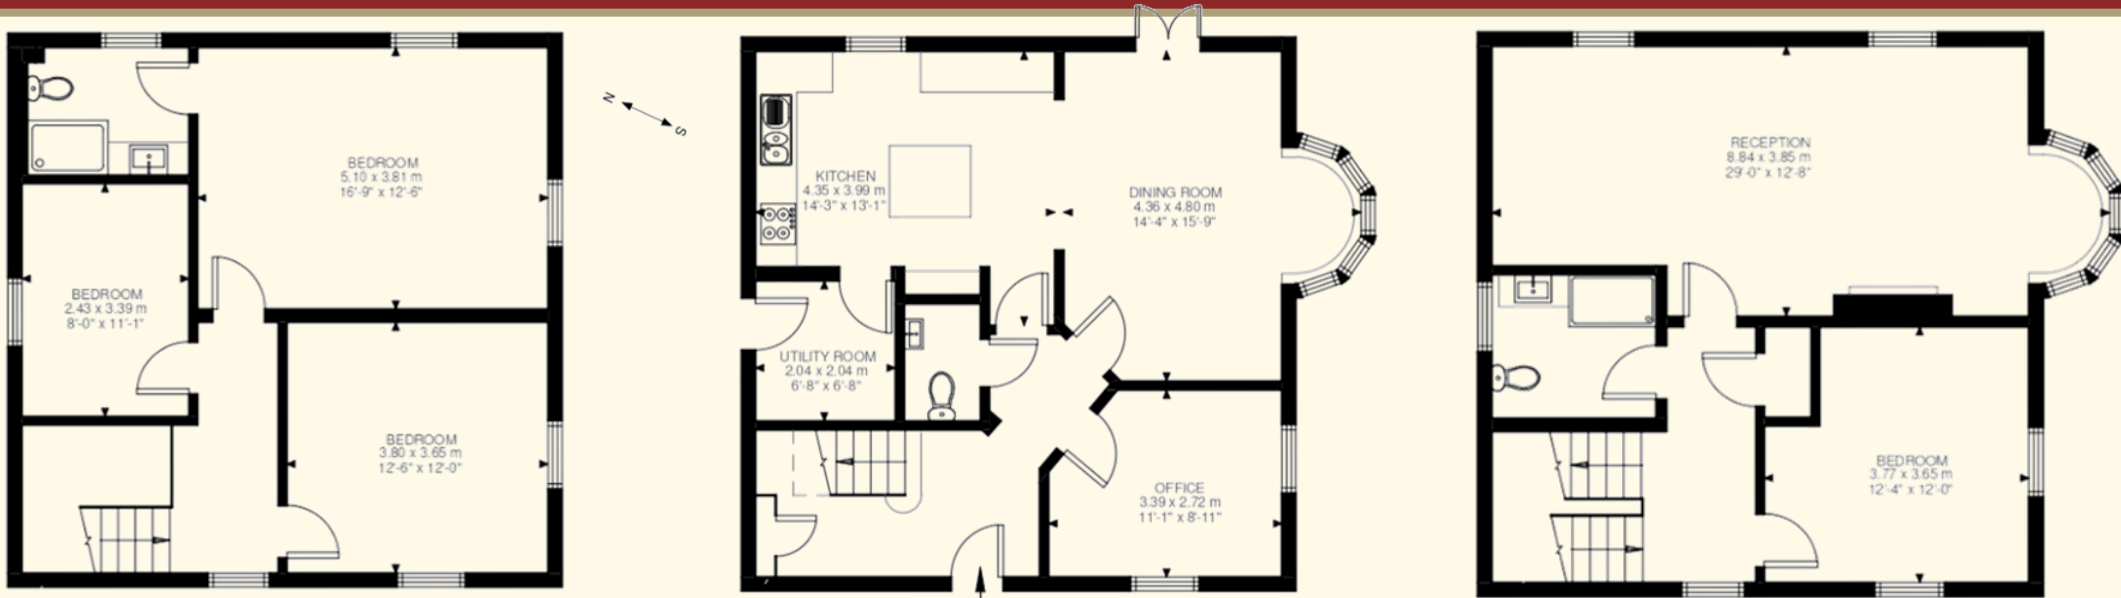 BEDROOM
5.10 x 3.81 m
16'-9" x 12'-6"
BEDROOM
2.43 x 3.39 m
8'-0" x 11'-1"
BEDROOM
3.80 x 3.65 m
12'-6" x 12'-0"
N
S
KITCHEN
4.35 x 3.99 m
14'-3" x 13'-1"
DINING ROOM
4.36 x 4.80 m
14'-4" x 15'-9"
UTILITY ROOM
2.04 x 2.04 m
6'-8" x 6'-8"
OFFICE
3.39 x 2.72 m
11'-1" x 8'-11"
RECEPTION
8.84 x 3.85 m
29'-0" x 12'-8"
BEDROOM
3.77 x 3.65 m
12'-4" x 12'-0"